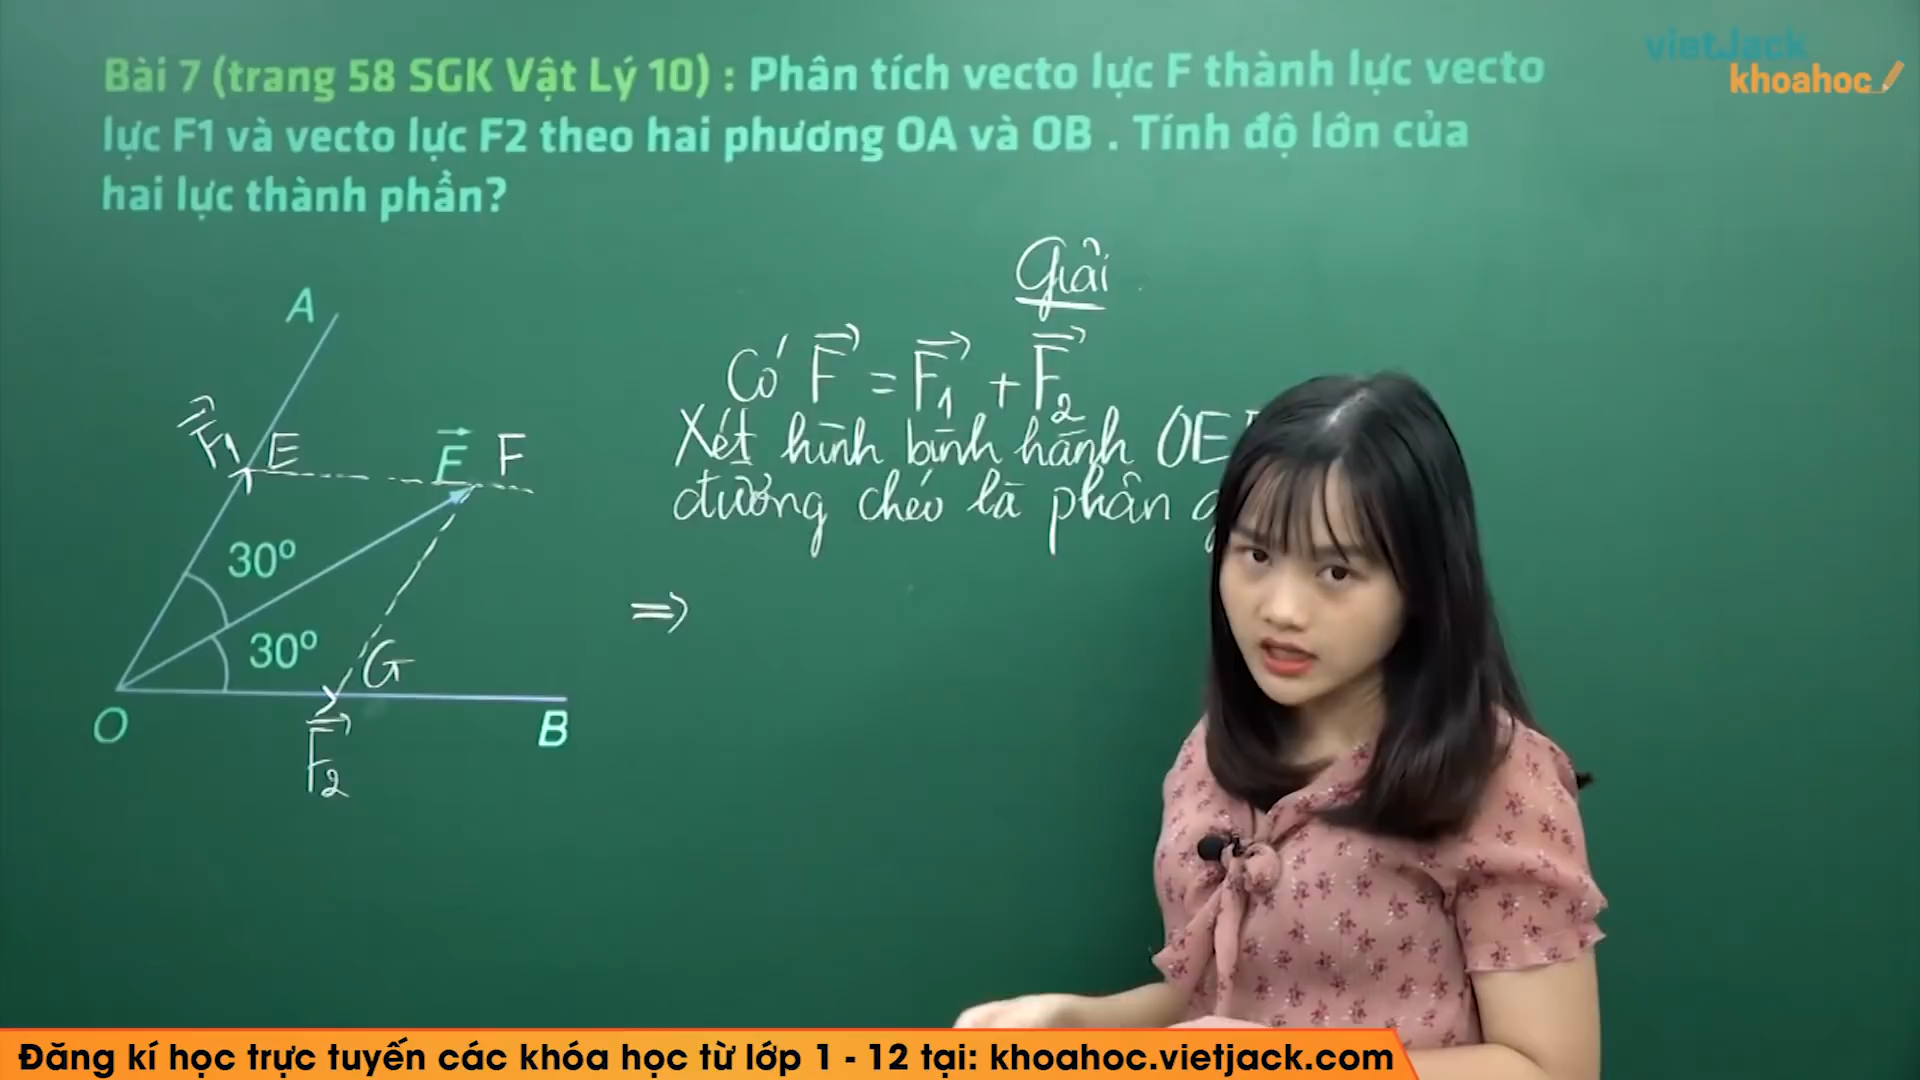 vietJack
khoahoc
Bài 7 (trang 58 SGK Vật Lý 10) : Phân tích vecto lực F thành lực vecto
lực F1 và vecto lực F2 theo hai phương OA và OB . Tính độ lớn của
hai lực thành phần?
Giải
Có F = F1 + F2
Xét hình bình hành OE
đường chéo là phân
=>
A
F1 E F F
30º
30º
G
O
B
F2
Đăng kí học trực tuyến các khóa học từ lớp 1 - 12 tại: khoahoc.vietjack.com